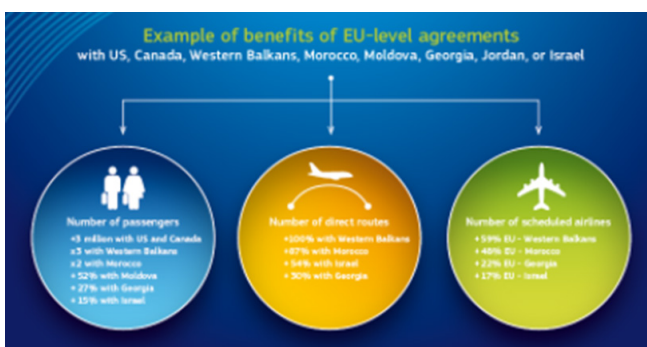 Example of benefits of EU-level agreements
with US, Canada, Western Balkans, Morocco, Moldova, Georgia, Jordan, or Israel
Number of passengers
+3 million with US and Canada
x3 with Western Balkans
x2 with Morocco
+52% with Moldova
+27% with Georgia
+15% with Israel
Number of direct routes
+100% with Western Balkans
+87% with Morocco
+54% with Israel
+30% with Georgia
Number of scheduled airlines
+59% EU - Western Balkans
+46% EU - Morocco
+22% EU - Georgia
+17% EU - Israel